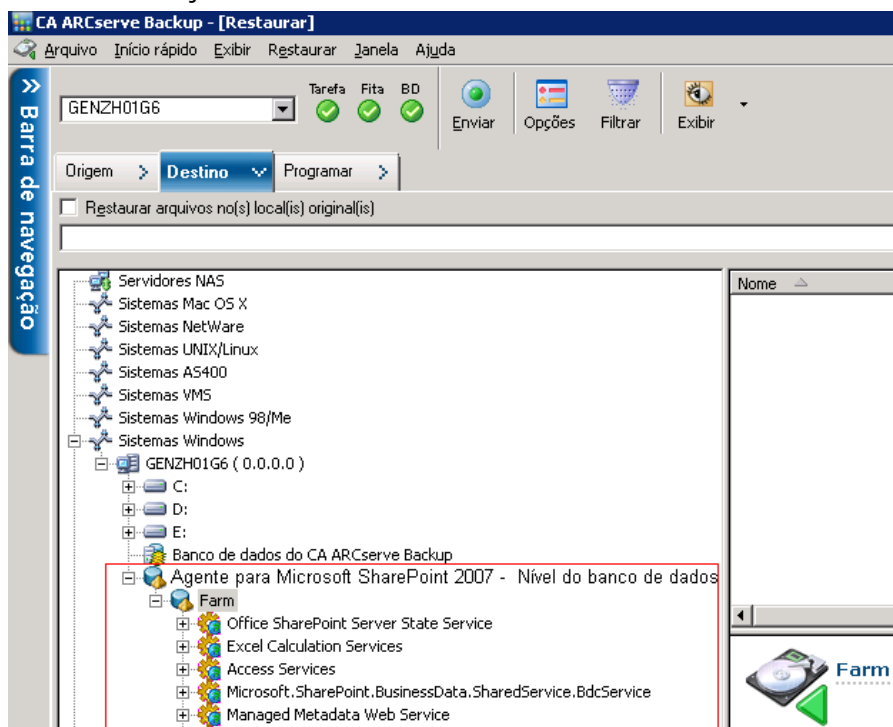 CA ARCserve Backup - [Restaurar]
Arquivo Início rápido Exibir Restaurar Janela Ajuda
Tarefa Fita BD
GENZH01G6
Enviar Opções Filtrar Exibir
Origem Destino Programar
Restaurar arquivos no(s) local(is) original(is)
Barra de navegação
Servidores NAS
Nome
Sistemas Mac OS X
Sistemas NetWare
Sistemas UNIX/Linux
Sistemas AS400
Sistemas VMS
Sistemas Windows 98/Me
Sistemas Windows
GENZH01G6 ( 0.0.0.0 )
C:
D:
E:
Banco de dados do CA ARCserve Backup
Agente para Microsoft SharePoint 2007 - Nível do banco de dados
Farm
Office SharePoint Server State Service
Excel Calculation Services
Access Services
Microsoft.SharePoint.BusinessData.SharedService.BdcService
Managed Metadata Web Service
Farm